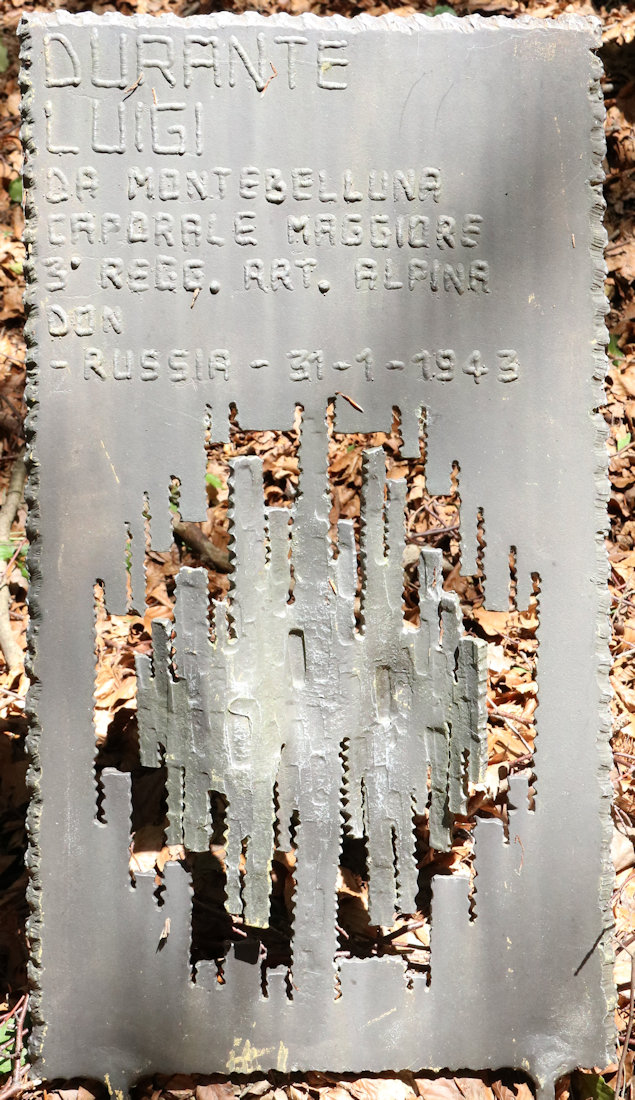 DURANTE
LUIGI
DA MONTEBELLUNA
CAPORALE MAGGIORE
3° REGG. ART. ALPINA
DON
- RUSSIA - 31-1-1943